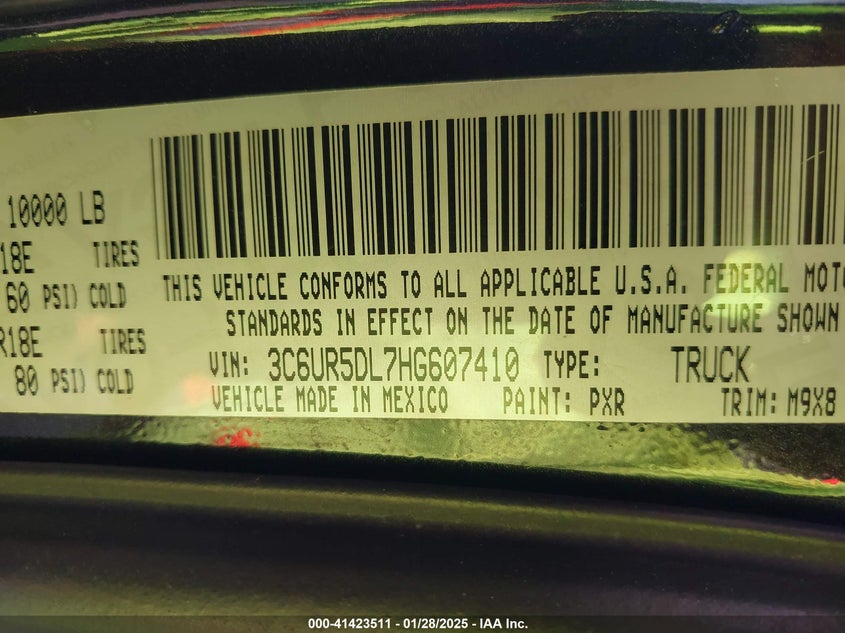 10000 LB
18E TIRES
60 PSI) COLD
R18E TIRES
80 PSI) COLD
THIS VEHICLE CONFORMS TO ALL APPLICABLE U.S.A. FEDERAL MOTO
STANDARDS IN EFFECT ON THE DATE OF MANUFACTURE SHOWN
VIN: 3C6UR5DL7HG607410 TYPE: TRUCK
VEHICLE MADE IN MEXICO PAINT: PXR TRIM: M9X8
000-41423511 - 01/28/2025 - IAA Inc.